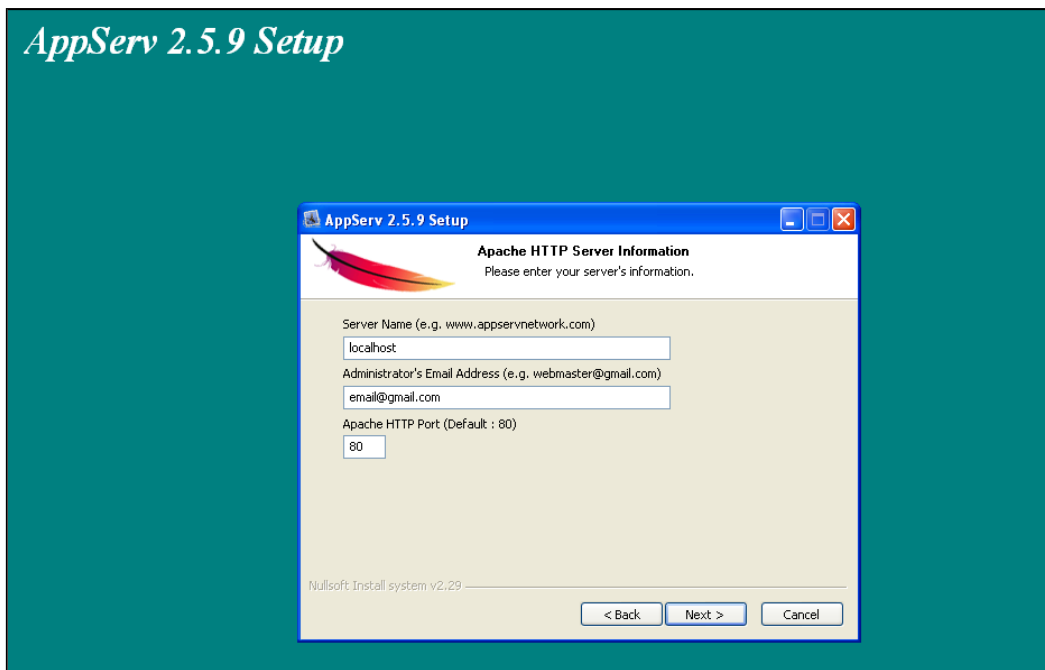 AppServ 2.5.9 Setup
AppServ 2.5.9 Setup
Apache HTTP Server Information
Please enter your server's information.
Server Name (e.g. www.appservnetwork.com)
localhost
Administrator's Email Address (e.g. webmaster@gmail.com)
email@gmail.com
Apache HTTP Port (Default : 80)
80
Nullsoft Install system v2.29
< Back Next > Cancel